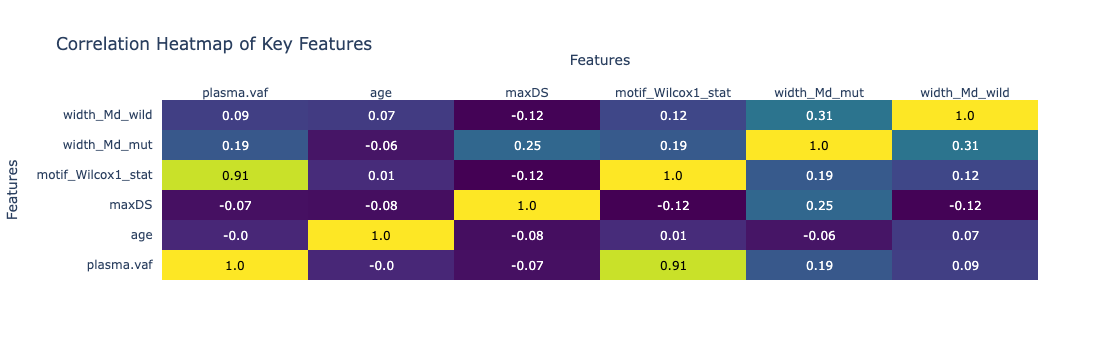 Correlation Heatmap of Key Features
Features
plasma.vaf age maxDS motif_Wilcox1_stat width_Md_mut width_Md_wild
width_Md_wild 0.09 0.07 -0.12 0.12 0.31 1.0
width_Md_mut 0.19 -0.06 0.25 0.19 1.0 0.31
motif_Wilcox1_stat 0.91 0.01 -0.12 1.0 0.19 0.12
maxDS -0.07 -0.08 1.0 -0.12 0.25 -0.12
age -0.0 1.0 -0.08 0.01 -0.06 0.07
plasma.vaf 1.0 -0.0 -0.07 0.91 0.19 0.09
Features